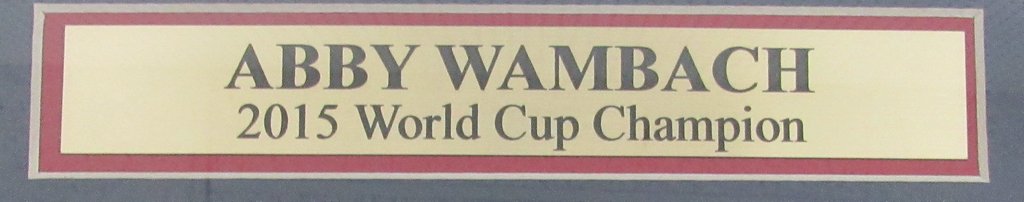 ABBY WAMBACH
2015 World Cup Champion